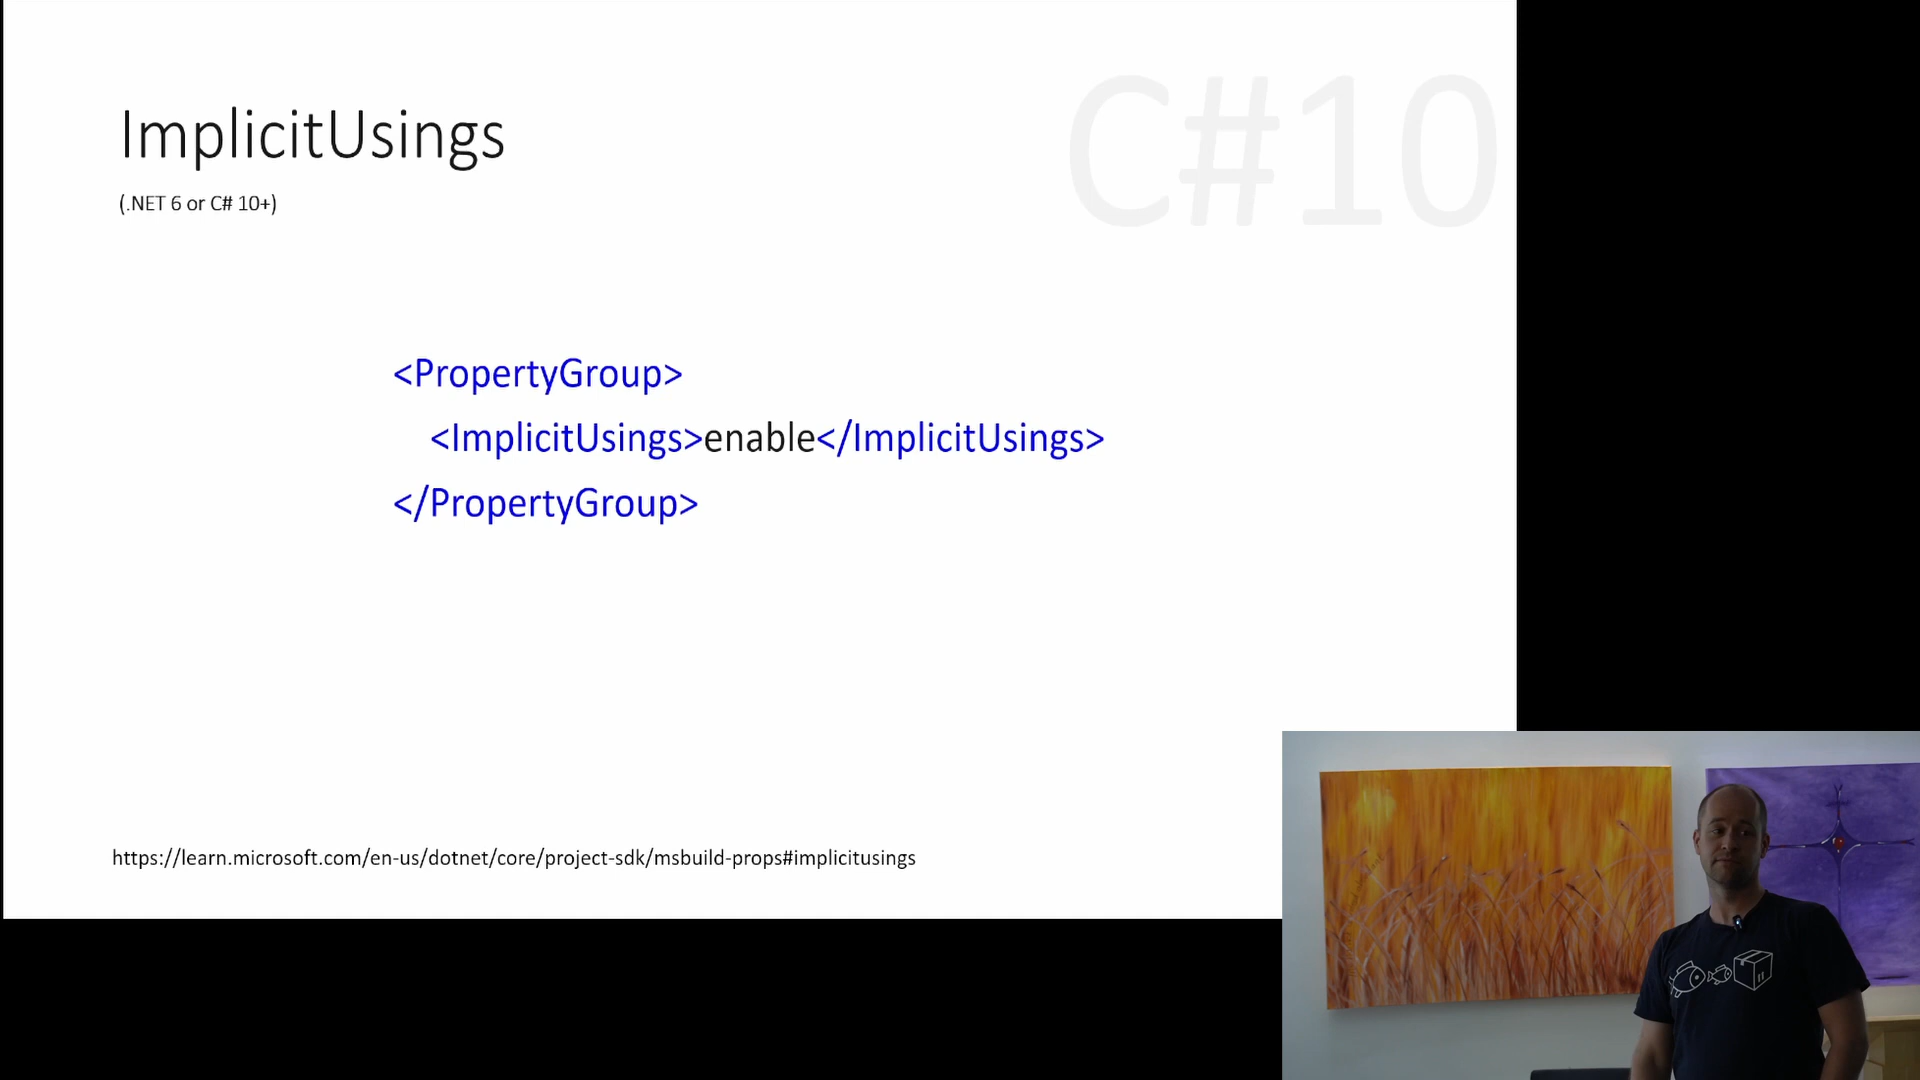 C#10
ImplicitUsings
(.NET 6 or C# 10+)
<PropertyGroup>
<ImplicitUsings>enable</ImplicitUsings>
</PropertyGroup>
https://learn.microsoft.com/en-us/dotnet/core/project-sdk/msbuild-props#implicitusings